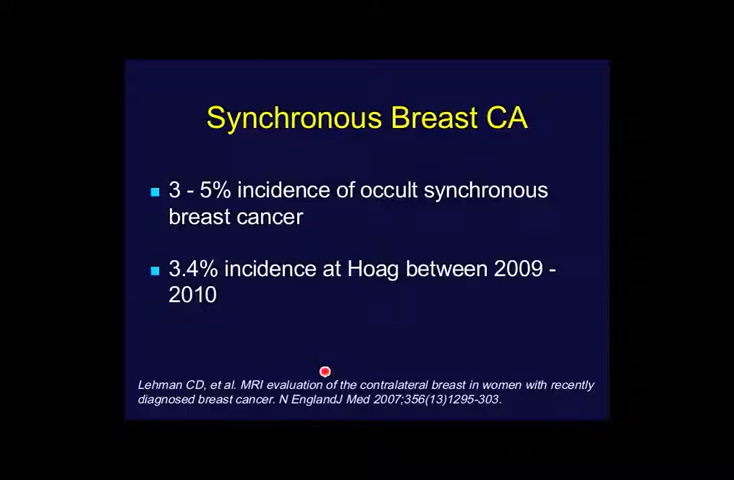 Synchronous Breast CA
3 - 5% incidence of occult synchronous
breast cancer
3.4% incidence at Hoag between 2009 -
2010
Lehman CD, et al. MRI evaluation of the contralateral breast in women with recently
diagnosed breast cancer. N EnglandJ Med 2007;356(13)1295-303.